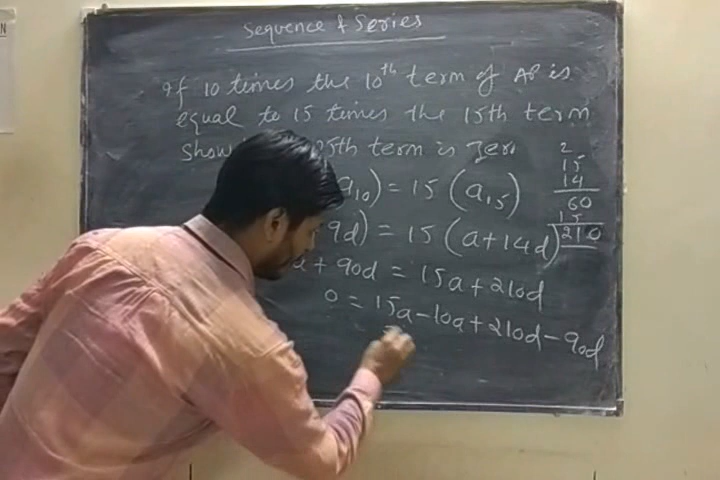 Sequence & Series
If 10 times the 10th term of AP is
equal to 15 times the 15th term
Show 25th term is Zero
a10) = 15 (a15)
9d) = 15 (a+14d)
a + 90d = 15a + 210d
0 = 15a - 10a + 210d - 90d
2
15
14
60
15
210
N